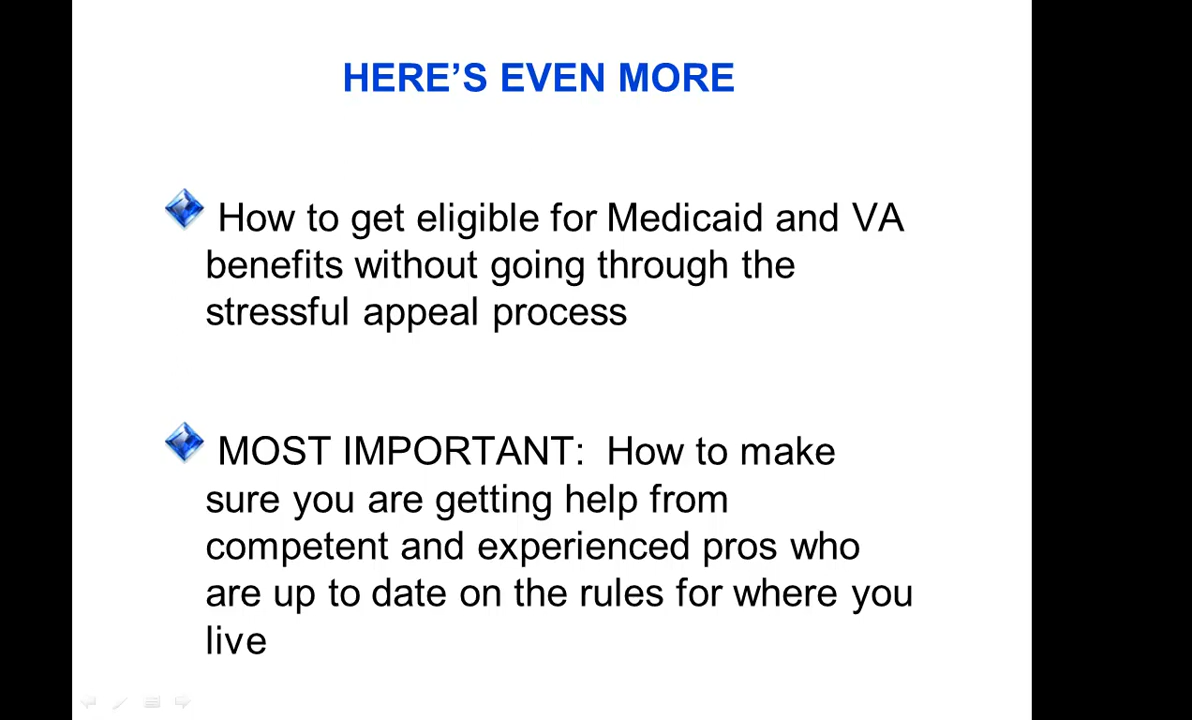 HERE’S EVEN MORE
How to get eligible for Medicaid and VA
benefits without going through the
stressful appeal process
MOST IMPORTANT:  How to make
sure you are getting help from
competent and experienced pros who
are up to date on the rules for where you
live